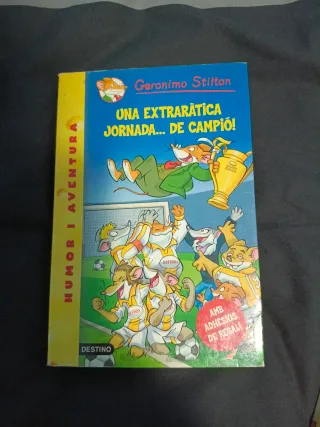 Geronimo Stilton
UNA EXTRARÀTICA
JORNADA... DE CAMPIÓ!
HUMOR I AVENTURA
AMB
ADHESIUS
DE REGAL!
DESTINO